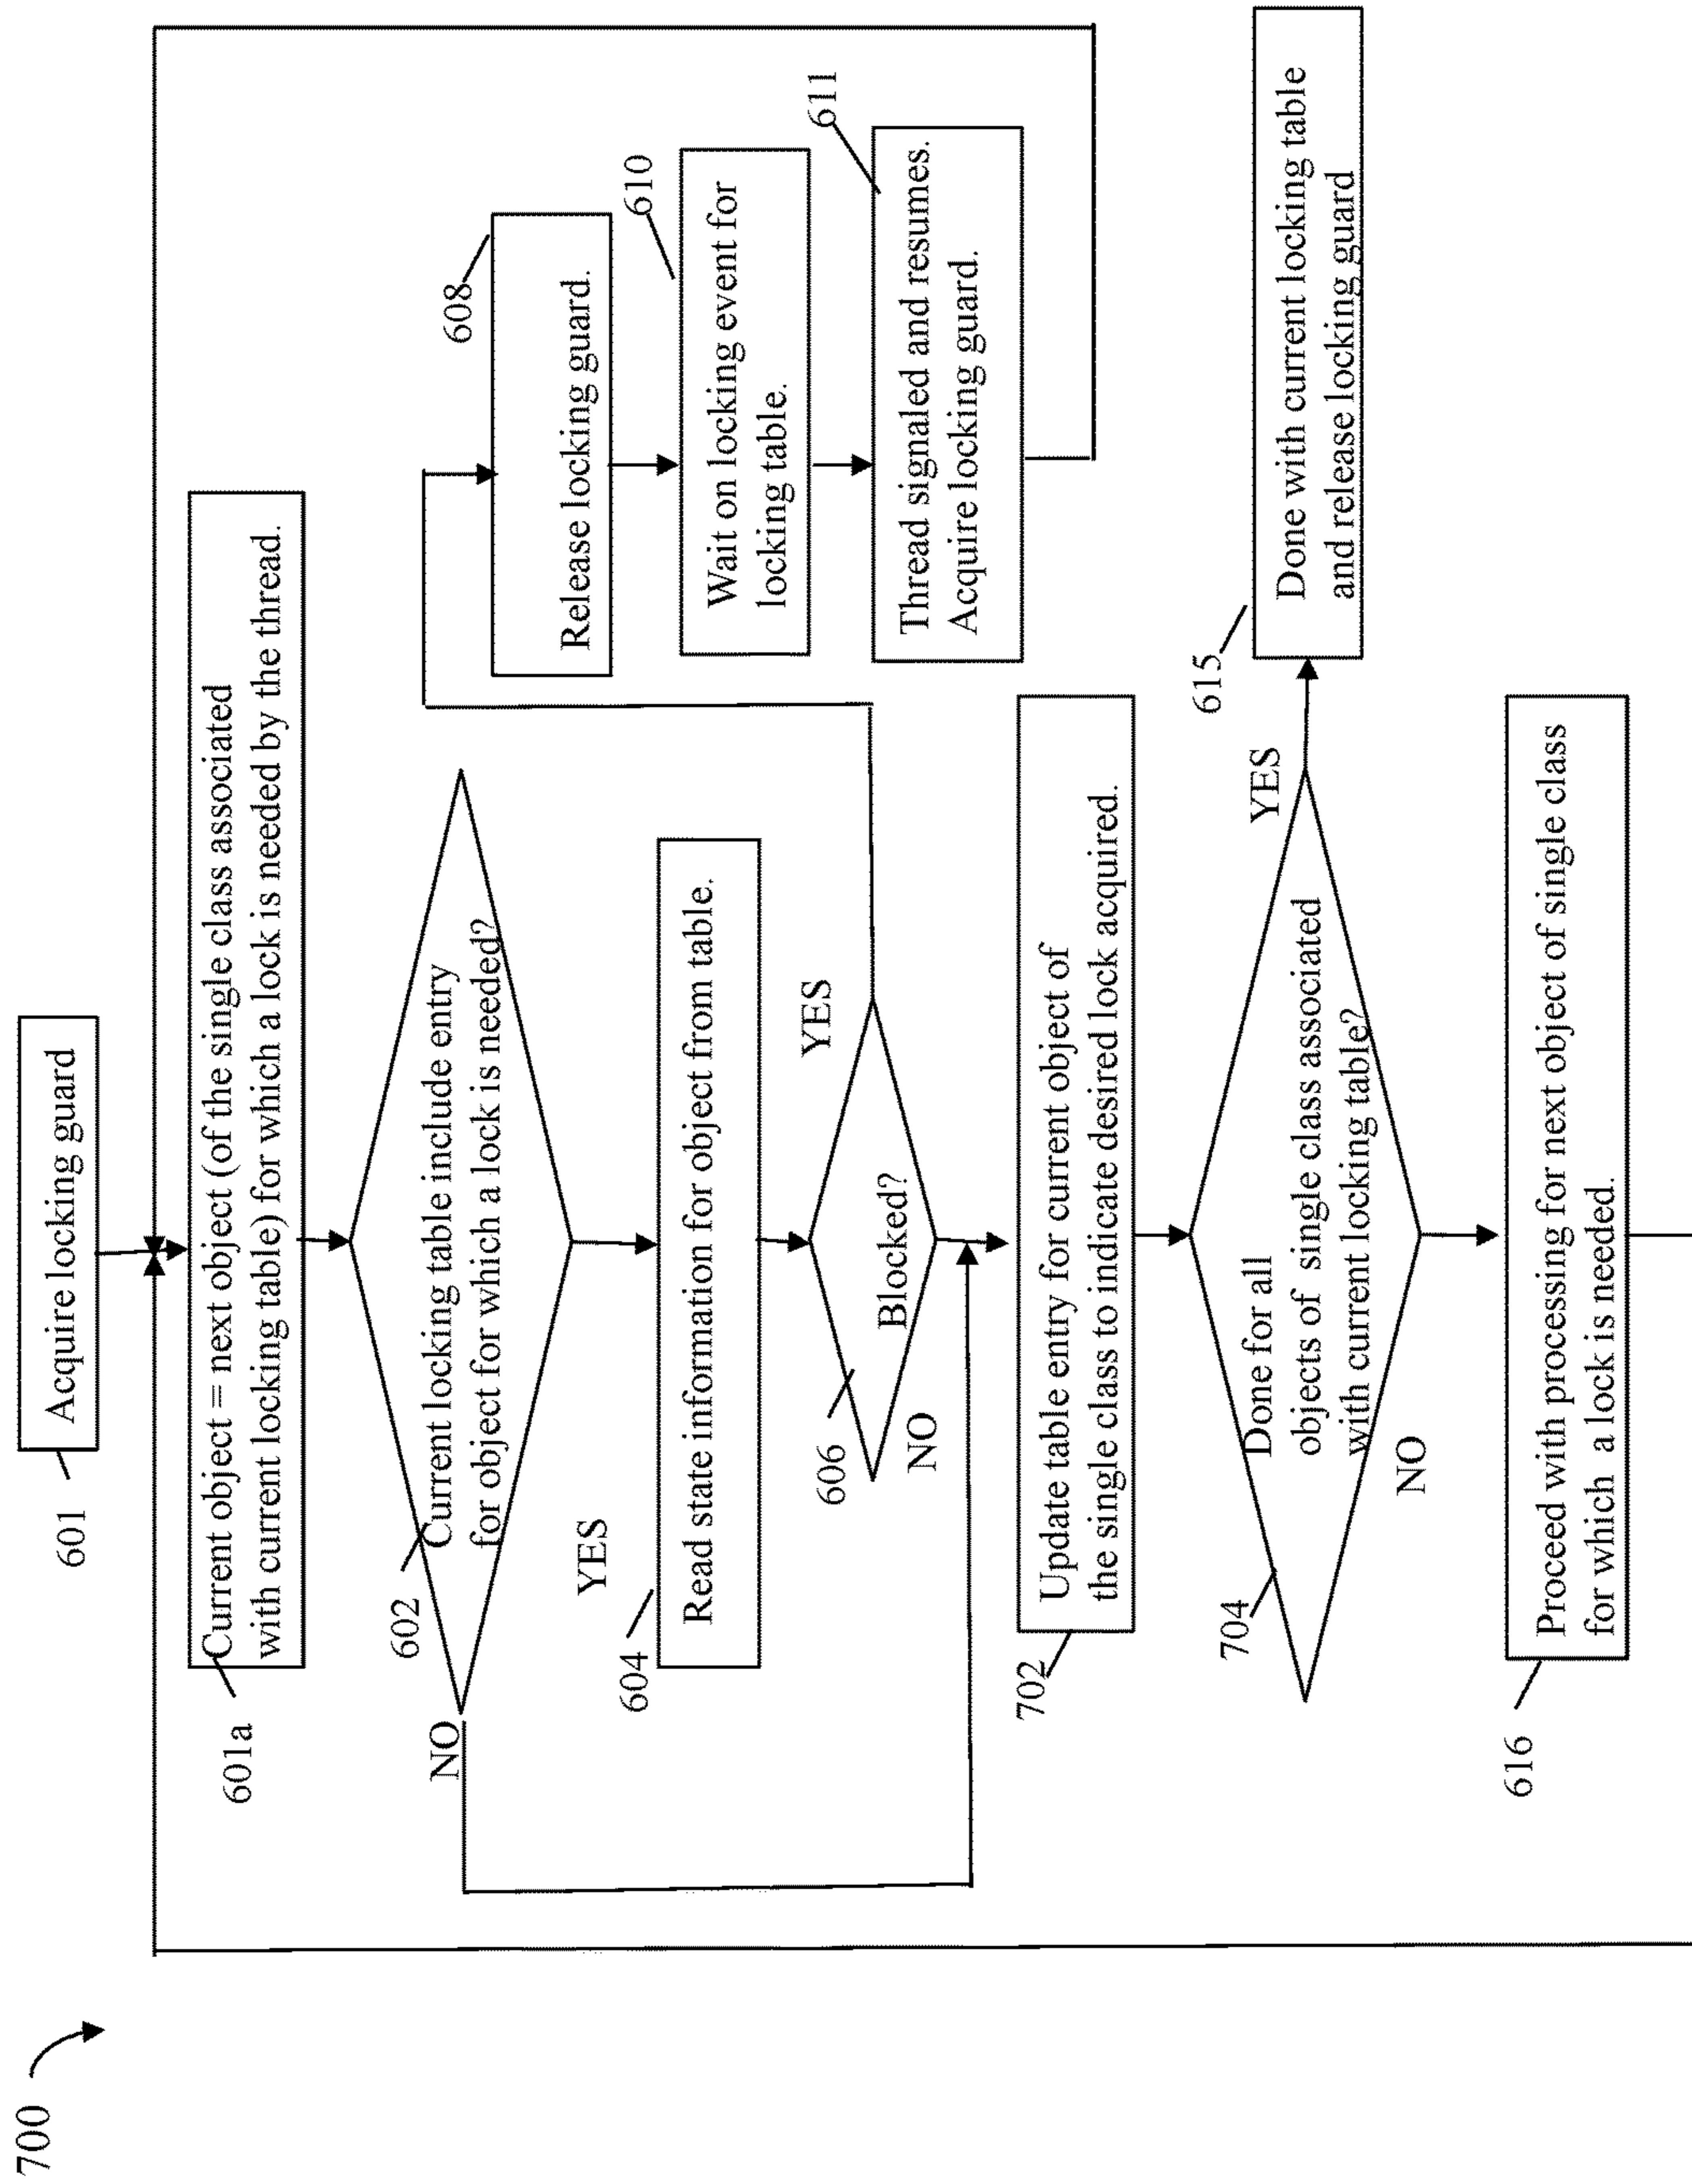 700
601
Acquire locking guard
601a
Current object = next object (of the single class associated
with current locking table) for which a lock is needed by the thread.
602
Current locking table include entry
for object for which a lock is needed?
NO
YES
604
Read state information for object from table.
606
Blocked?
YES
NO
608
Release locking guard.
610
Wait on locking event for
locking table.
611
Thread signaled and resumes.
Acquire locking guard.
702
Update table entry for current object of
the single class to indicate desired lock acquired.
704
Done for all
objects of single class associated
with current locking table?
YES
NO
615
Done with current locking table
and release locking guard
616
Proceed with processing for next object of single class
for which a lock is needed.